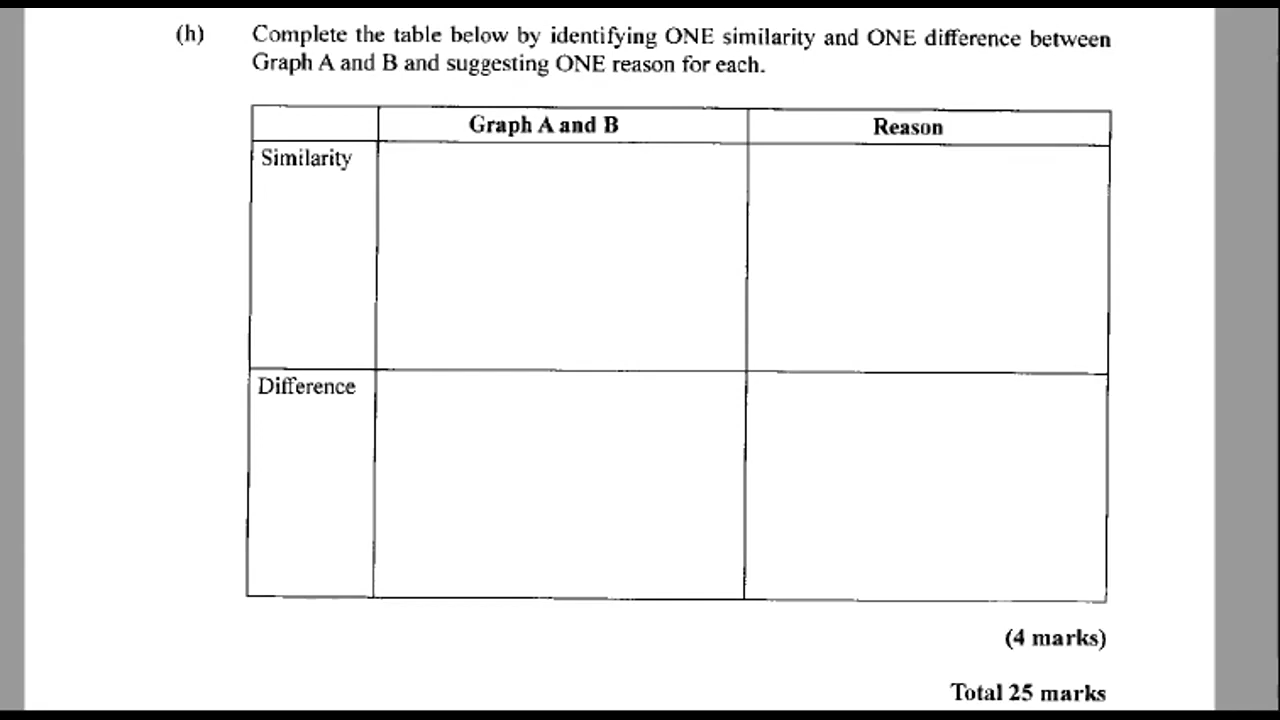 (h) Complete the table below by identifying ONE similarity and ONE difference between
Graph A and B and suggesting ONE reason for each.
Graph A and B Reason
Similarity
Difference
(4 marks)
Total 25 marks